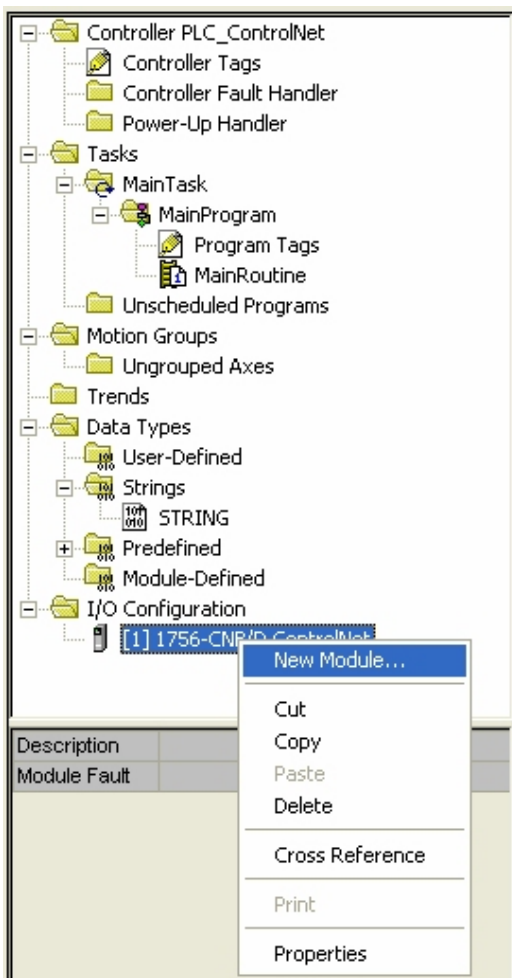 Controller PLC_ControlNet
Controller Tags
Controller Fault Handler
Power-Up Handler
Tasks
MainTask
MainProgram
Program Tags
MainRoutine
Unscheduled Programs
Motion Groups
Ungrouped Axes
Trends
Data Types
User-Defined
Strings
STRING
Predefined
Module-Defined
I/O Configuration
[1] 1756-CNB/D ControlNet
New Module...
Cut
Copy
Paste
Delete
Cross Reference
Print
Properties
Description
Module Fault